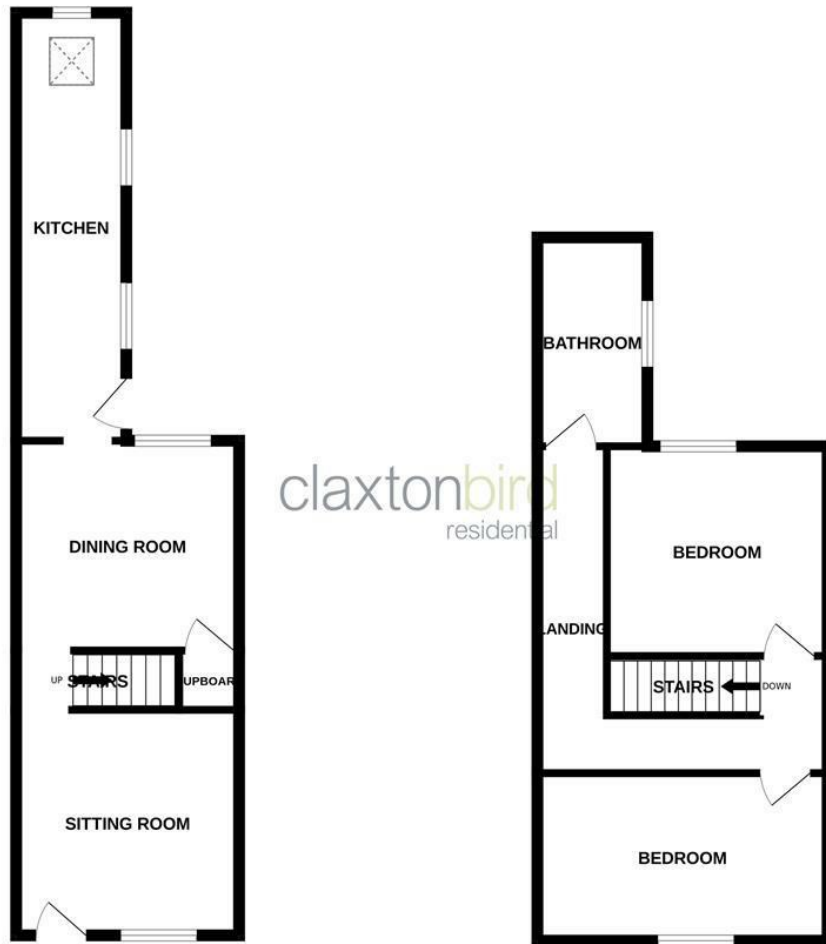 KITCHEN
DINING ROOM
UP
STAIRS
UPBOAR
SITTING ROOM
claxtonbird
residential
BATHROOM
BEDROOM
LANDING
STAIRS
DOWN
BEDROOM